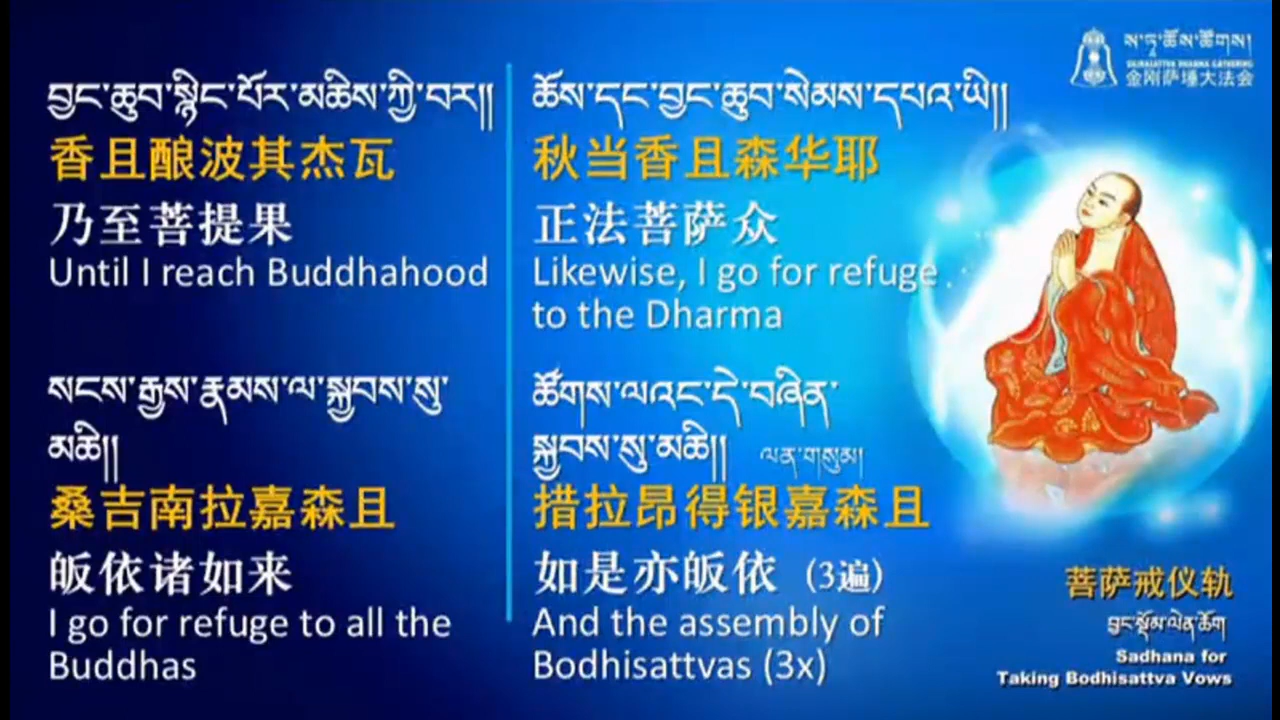 བྱང་ཆུབ་སྙིང་པོར་མཆིས་ཀྱི་བར།།
香且酿波其杰瓦
乃至菩提果
Until I reach Buddhahood
སངས་རྒྱས་རྣམས་ལ་སྐྱབས་སུ་
མཆི།།
桑吉南拉嘉森且
皈依诸如来
I go for refuge to all the
Buddhas
ཆོས་དང་བྱང་ཆུབ་སེམས་དཔའ་ཡི།།
秋当香且森华耶
正法菩萨众
Likewise, I go for refuge
to the Dharma
ཚོགས་ལའང་དེ་བཞིན་
སྐྱབས་སུ་མཆི།། ལན་གསུམ།
措拉昂得银嘉森且
如是亦皈依 (3遍)
And the assembly of
Bodhisattvas (3x)
ས་ཏྭ་ཆོས་ཚོགས།
VAJRASATTVA DHARMA GATHERING
金刚萨埵大法会
菩萨戒仪轨
བྱང་སྡོམ་ལེན་ཆོག
Sadhana for
Taking Bodhisattva Vows